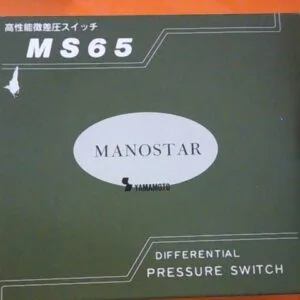 高性能微差圧スイッチ
MS65
MANOSTAR
YAMAMOTO
DIFFERENTIAL
PRESSURE SWITCH